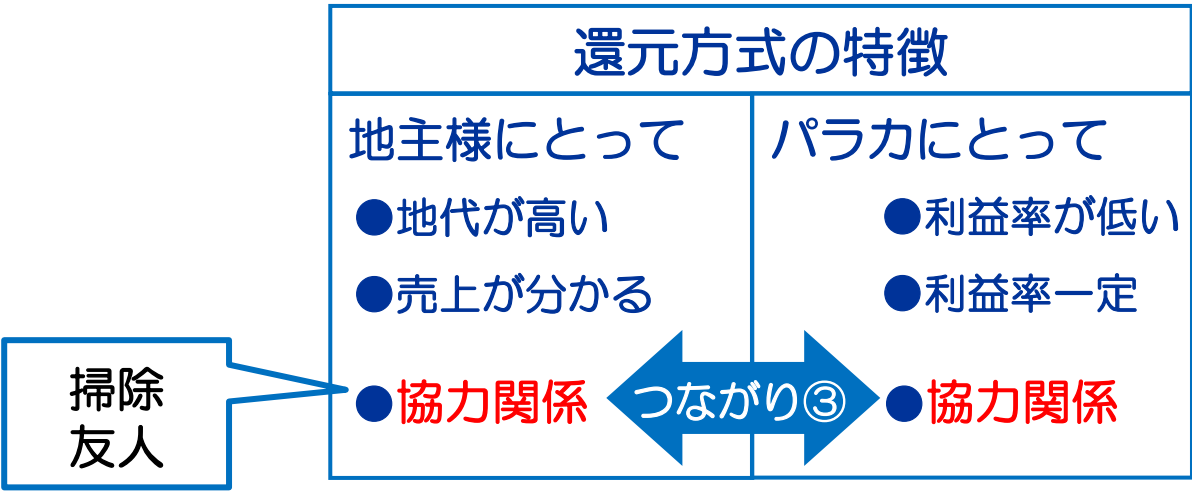 還元方式の特徴
地主様にとって
●地代が高い
●売上が分かる
●協力関係
パラカにとって
●利益率が低い
●利益率一定
●協力関係
つながり③
掃除
友人